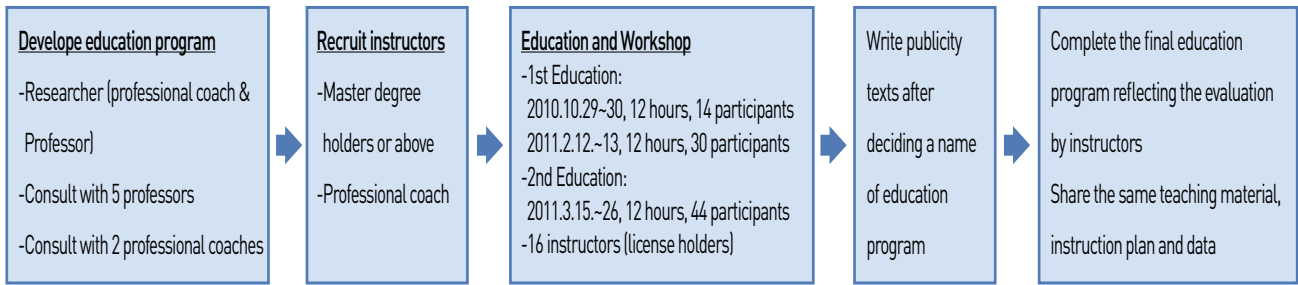 Develope education program
-Researcher (professional coach &
Professor)
-Consult with 5 professors
-Consult with 2 professional coaches
Recruit instructors
-Master degree
holders or above
-Professional coach
Education and Workshop
-1st Education:
2010.10.29~30, 12 hours, 14 participants
2011.2.12.~13, 12 hours, 30 participants
-2nd Education:
2011.3.15.~26, 12 hours, 44 participants
-16 instructors (license holders)
Write publicity
texts after
deciding a name
of education
program
Complete the final education
program reflecting the evaluation
by instructors
Share the same teaching material,
instruction plan and data